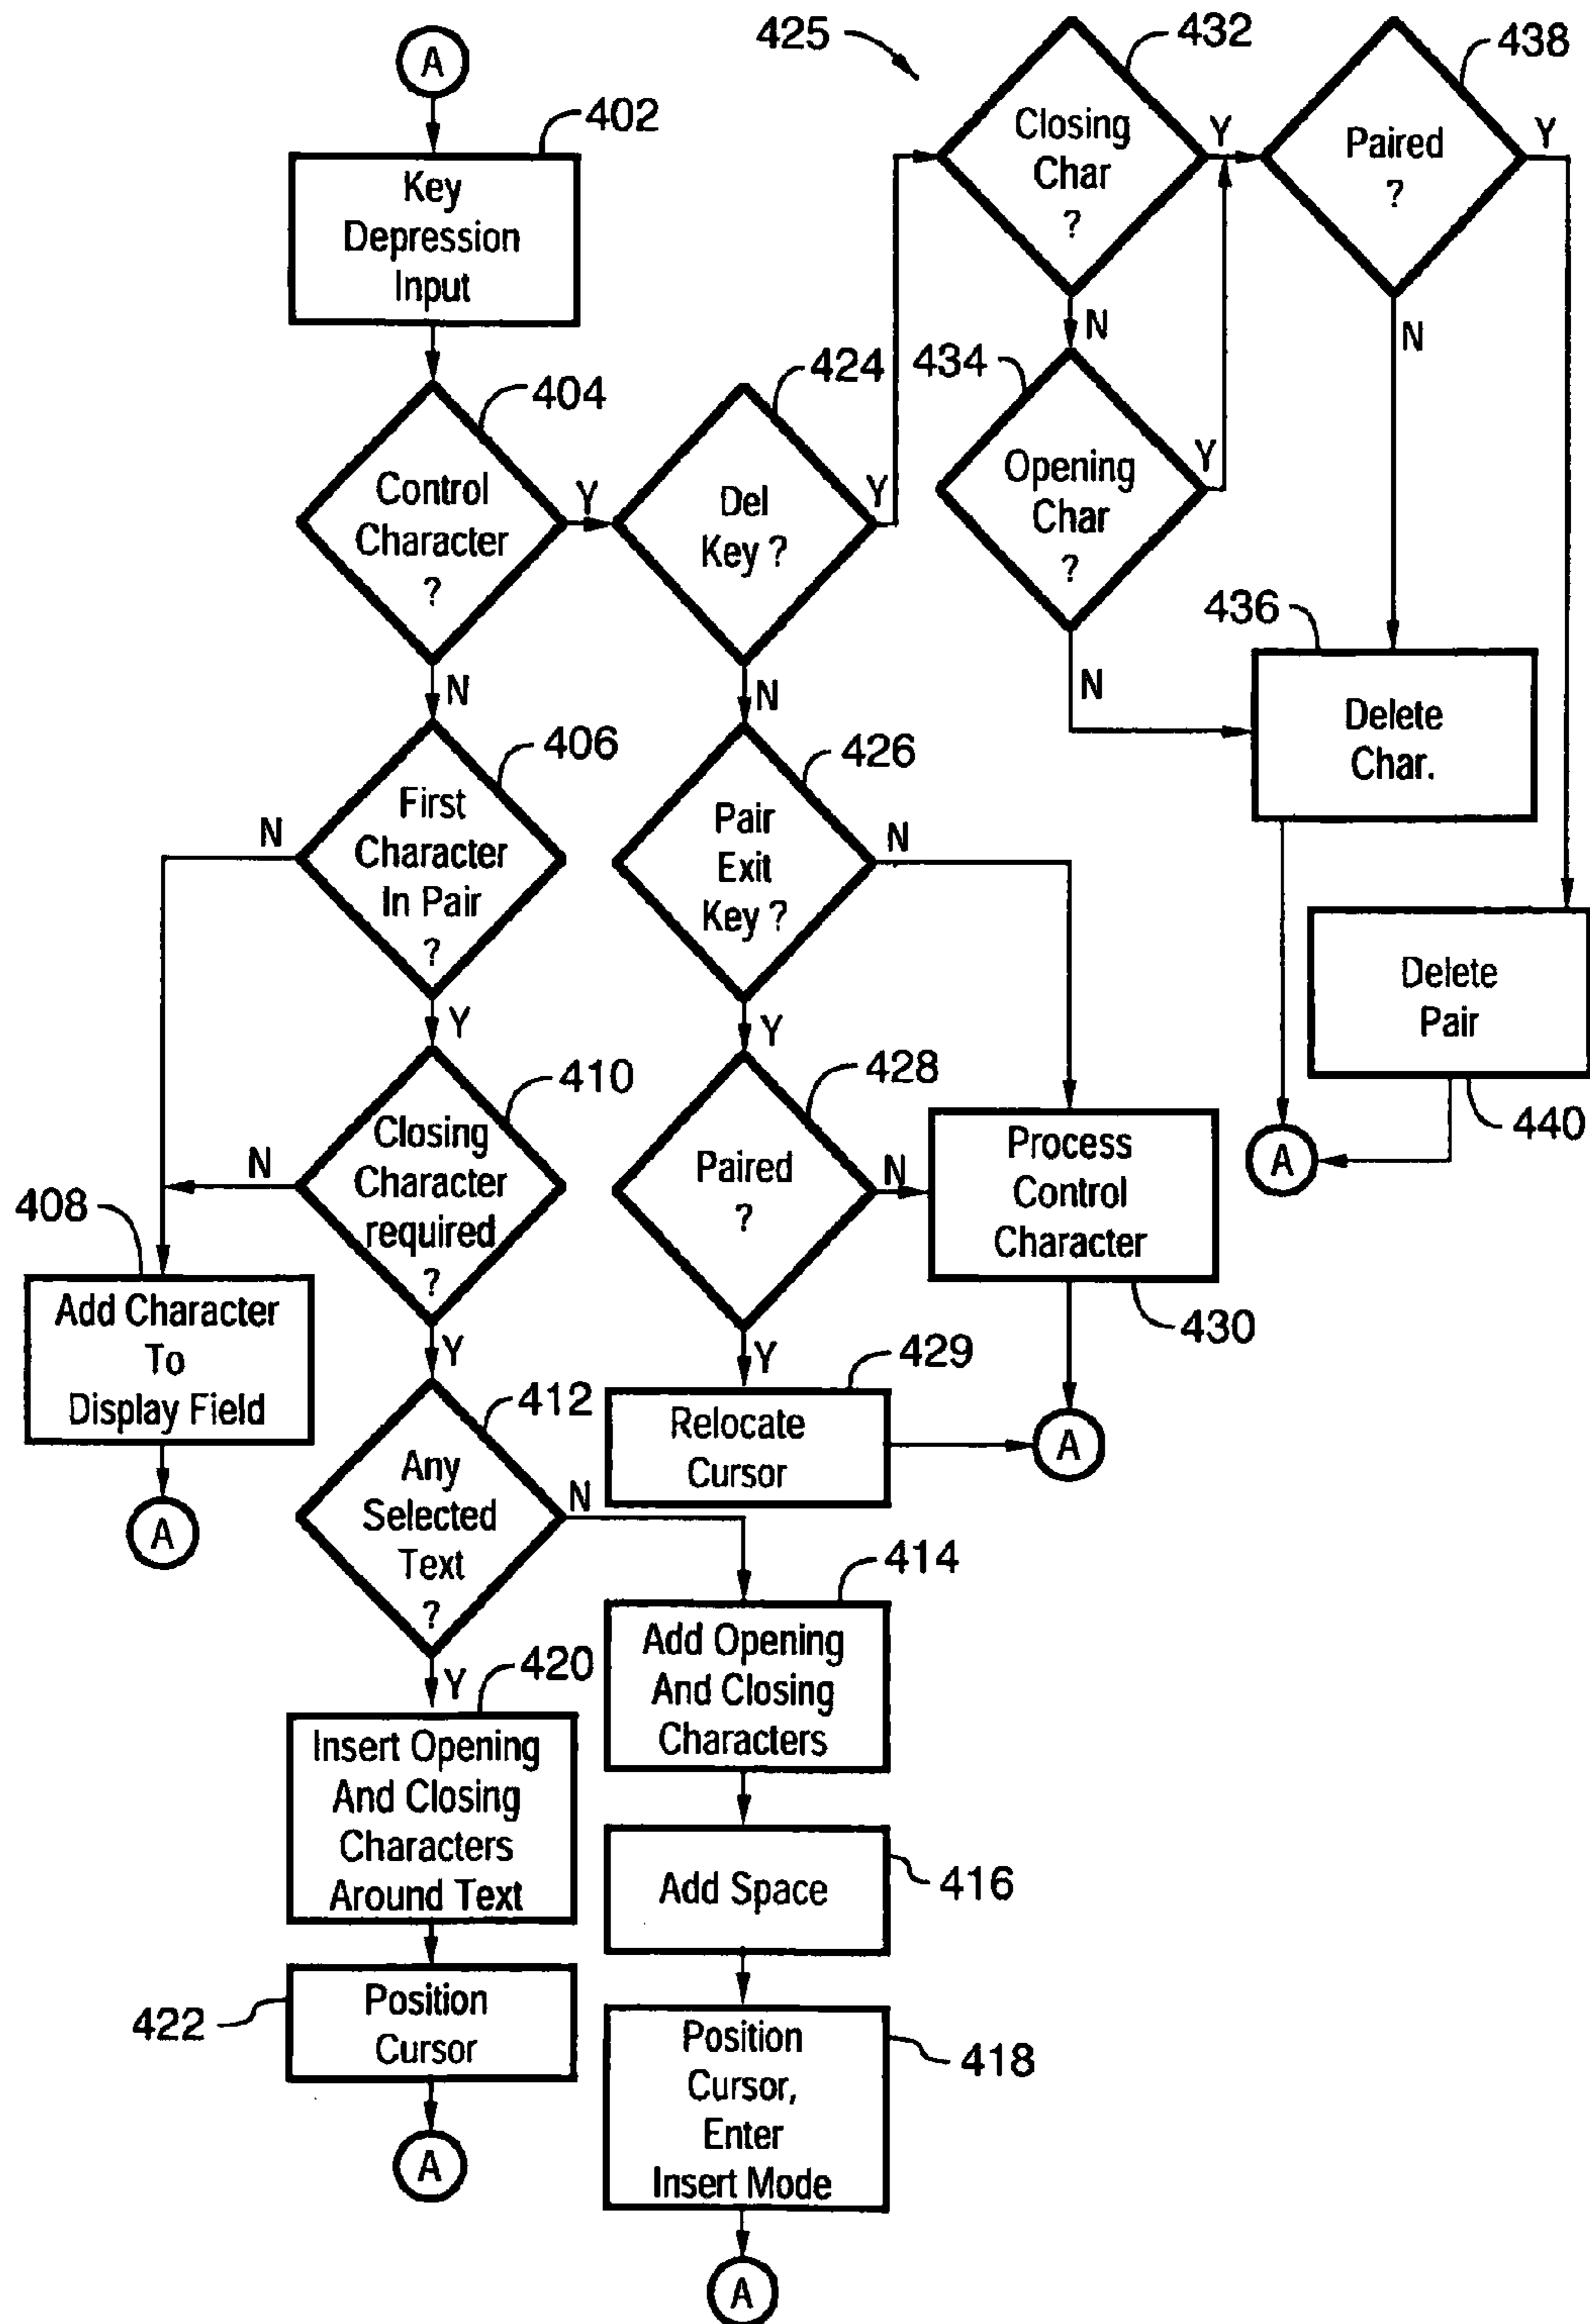 A
402
Key
Depression
Input
404
Control
Character
?
Y
N
406
First
Character
In Pair
?
N
Y
410
Closing
Character
required
?
N
Y
408
Add Character
To
Display Field
A
412
Any
Selected
Text
?
N
Y
420
Insert Opening
And Closing
Characters
Around Text
422
Position
Cursor
A
424
Del
Key ?
Y
N
426
Pair
Exit
Key ?
N
Y
428
Paired
?
N
Y
429
Relocate
Cursor
Process
Control
Character
430
A
414
Add Opening
And Closing
Characters
Add Space
416
Position
Cursor,
Enter
Insert Mode
418
A
425
432
Closing
Char
?
Y
N
434
Opening
Char
?
Y
N
438
Paired
?
Y
N
436
Delete
Char.
Delete
Pair
440
A